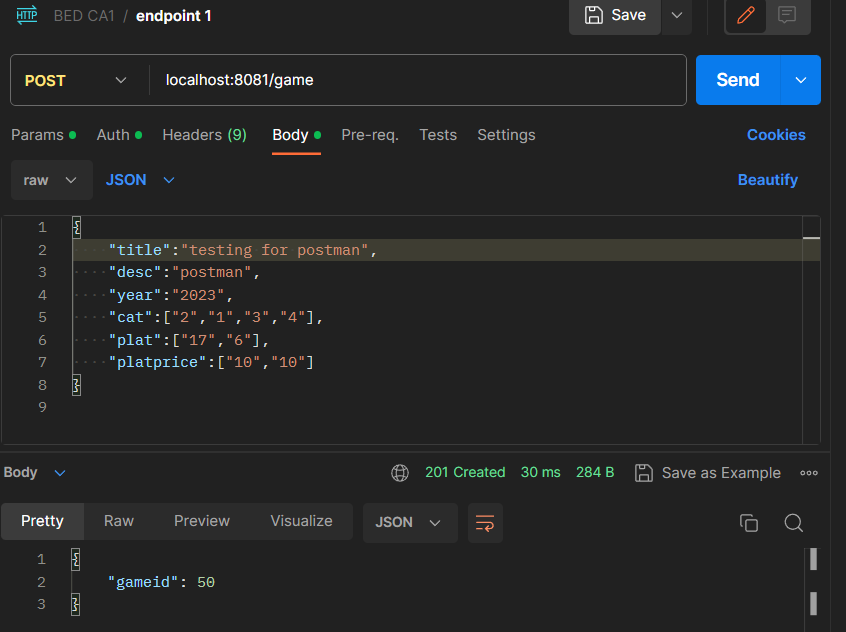 HTTP BED CA1 / endpoint 1 Save
POST localhost:8081/game Send
Params Auth Headers (9) Body Pre-req. Tests Settings Cookies
raw JSON Beautify
1 {
2 "title":"testing for postman",
3 "desc":"postman",
4 "year":"2023",
5 "cat":["2","1","3","4"],
6 "plat":["17","6"],
7 "platprice":["10","10"]
8 }
9
Body 201 Created 30 ms 284 B Save as Example
Pretty Raw Preview Visualize JSON
1 {
2 "gameid": 50
3 }